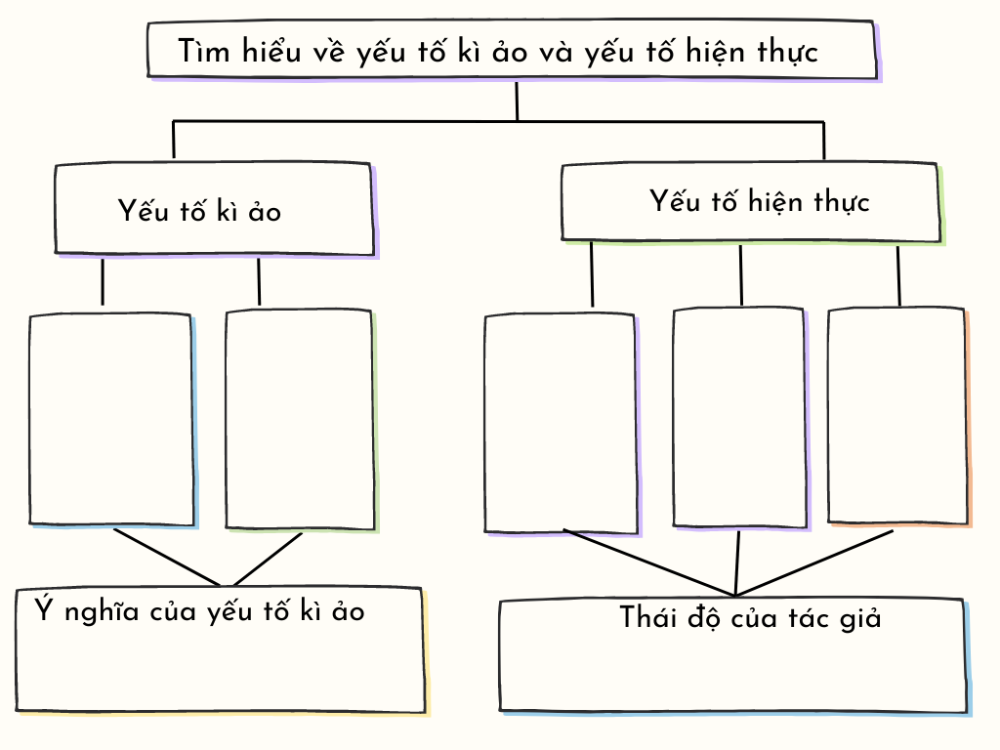 Tìm hiểu về yếu tố kì ảo và yếu tố hiện thực
Yếu tố kì ảo
Yếu tố hiện thực
Ý nghĩa của yếu tố kì ảo
Thái độ của tác giả